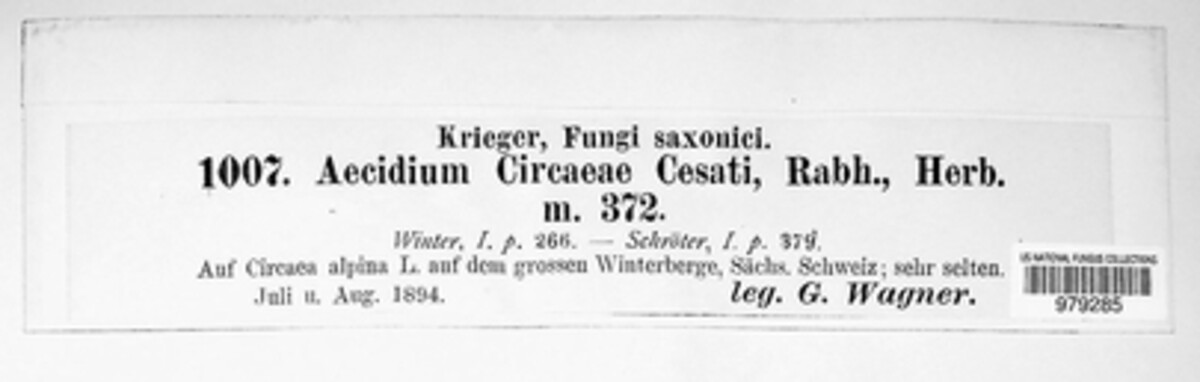 Krieger, Fungi saxonici.
1007. Aecidium Circaeae Cesati, Rabh., Herb.
m. 372.
Winter, I. p. 266. — Schröter, I. p. 379.
Auf Circaea alpina L. auf dem grossen Winterberge, Sächs. Schweiz; sehr selten.
Juli u. Aug. 1894.
leg. G. Wagner.
US NATIONAL FUNGUS COLLECTIONS
979285